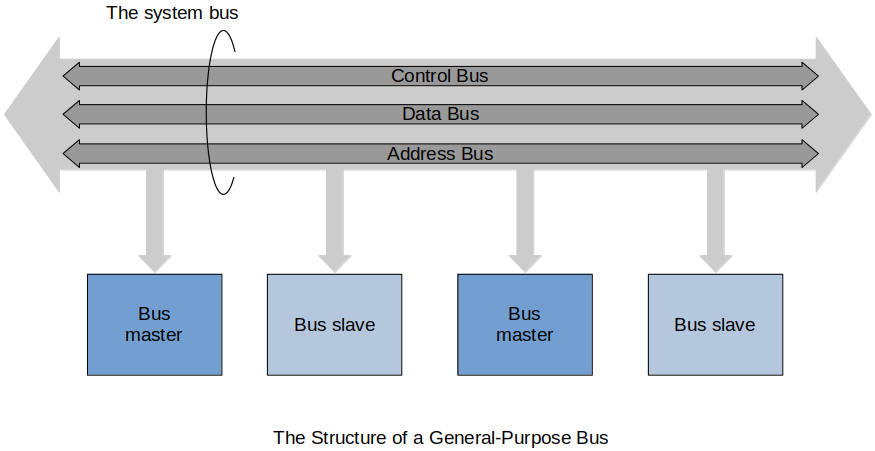 The system bus
Control Bus
Data Bus
Address Bus
Bus
master
Bus slave
Bus
master
Bus slave
The Structure of a General-Purpose Bus